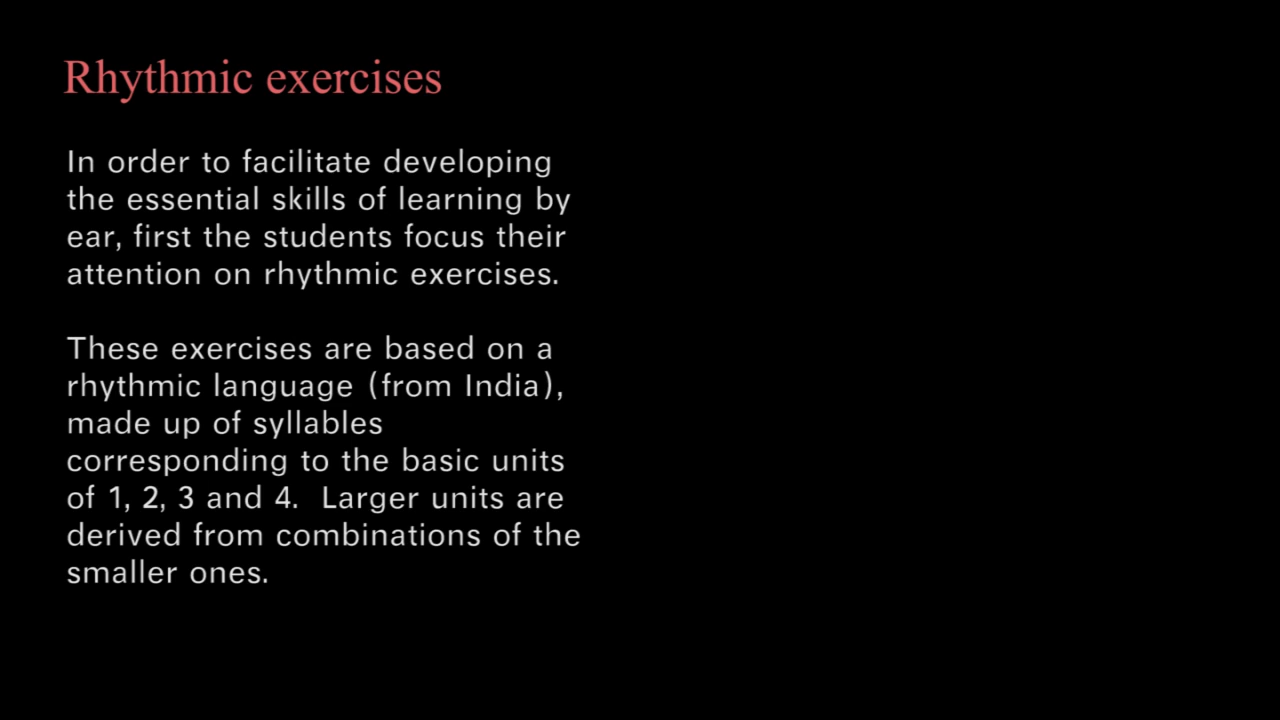 Rhythmic exercises
In order to facilitate developing
the essential skills of learning by
ear, first the students focus their
attention on rhythmic exercises.
These exercises are based on a
rhythmic language (from India),
made up of syllables
corresponding to the basic units
of 1, 2, 3 and 4.  Larger units are
derived from combinations of the
smaller ones.